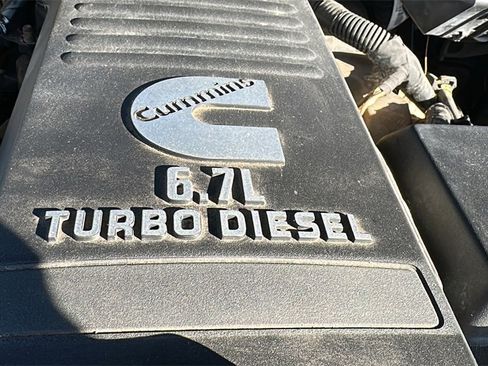 Cummins
6.7L
TURBO DIESEL